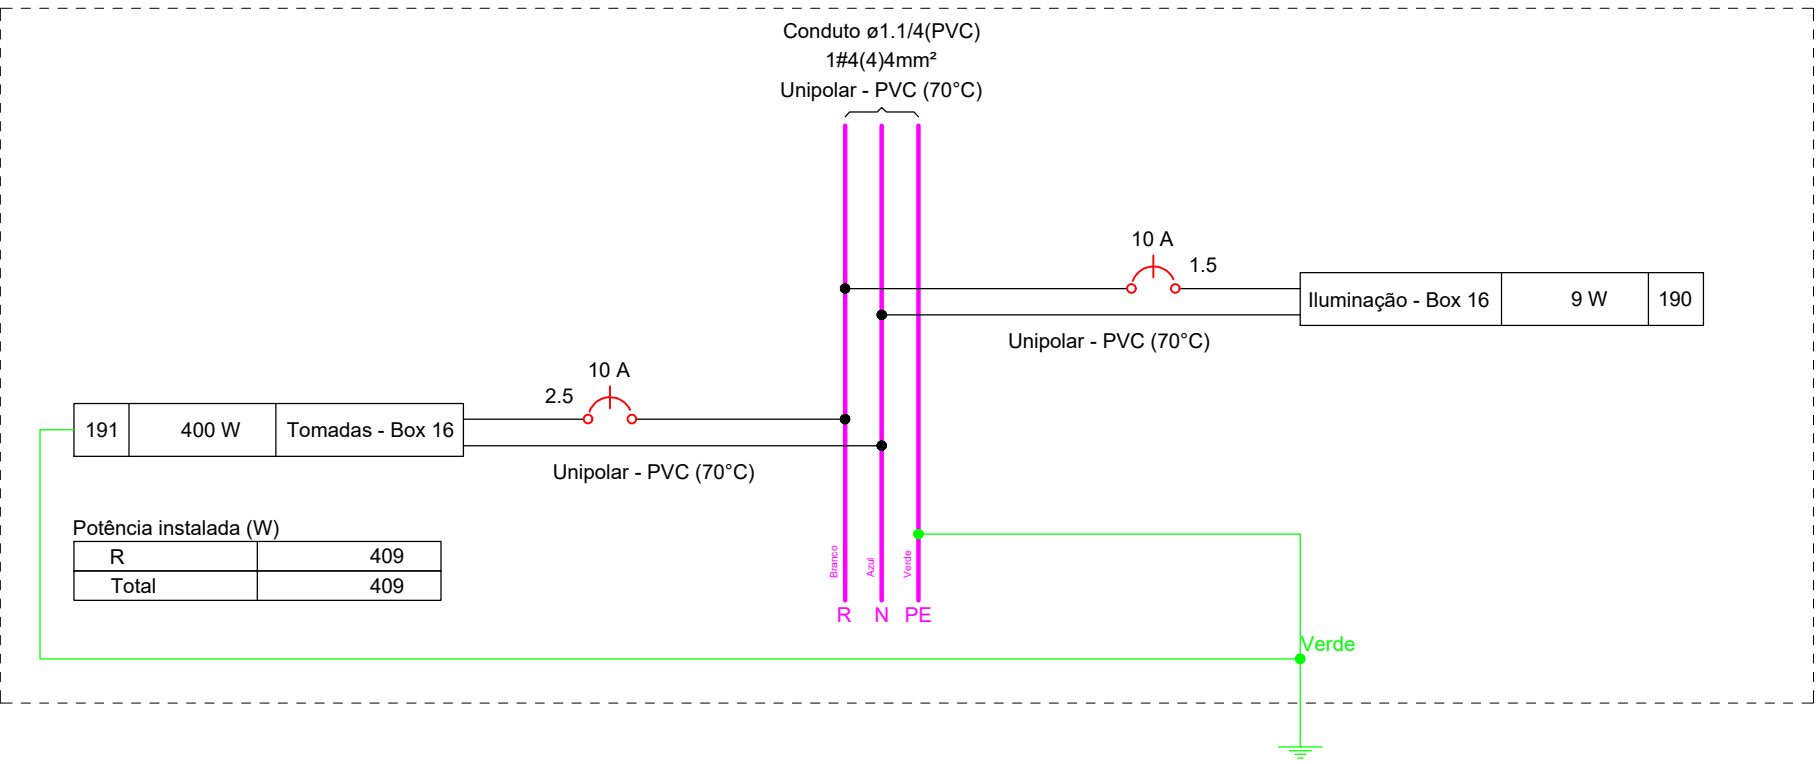 Conduto ø1.1/4(PVC)
1#4(4)4mm²
Unipolar - PVC (70°C)
10 A
1.5
Iluminação - Box 16
9 W
190
Unipolar - PVC (70°C)
10 A
2.5
191
400 W
Tomadas - Box 16
Unipolar - PVC (70°C)
Potência instalada (W)
R 409
Total 409
Branco
Azul
Verde
R N PE
Verde